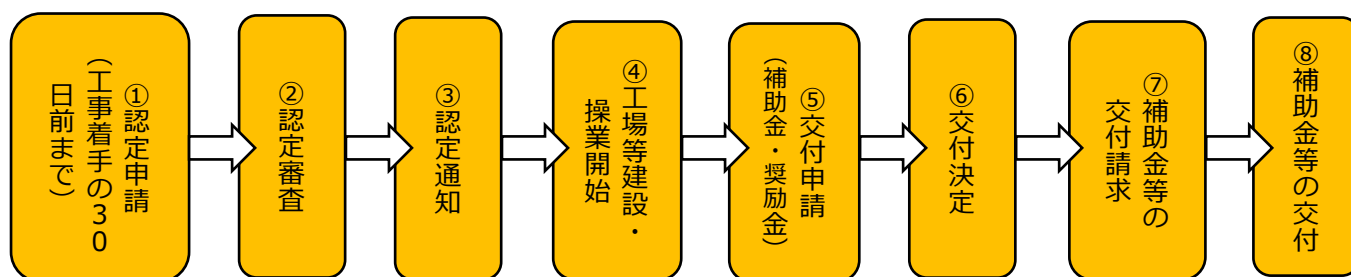 ①認定申請
（工事着手の３０
日前まで）
②認定審査
③認定通知
④工場等建設・
操業開始
⑤交付申請
（補助金・奨励金）
⑥交付決定
⑦補助金等の
交付請求
⑧補助金等の交付